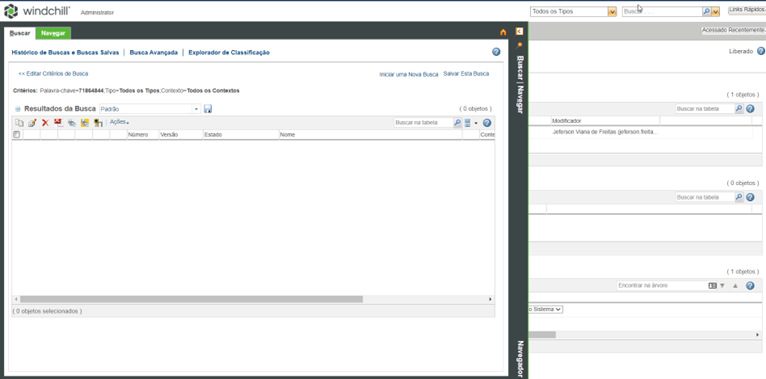 windchill Administrator
Todos os Tipos Buscar Links Rápidos
Buscar Navegar
Acessado Recentemente
Histórico de Buscas e Buscas Salvas Busca Avançada Explorador de Classificação
Liberado
<< Editar Critérios de Busca Iniciar uma Nova Busca Salvar Esta Busca
Critérios: Palavra-chave=71864844;Tipo=Todos os Tipos;Contexto=Todos os Contextos
Buscar | Navegar
( 1 objetos )
Resultados da Busca Padrão ( 0 objetos )
Buscar na tabela
Ações Buscar na tabela
Modificador
Número Versão Estado Nome Conte
Jeferson Viana de Freitas (jeferson.freita...
( 0 objetos )
Buscar na tabela
( 1 objetos )
Encontrar na árvore
o Sistema
( 0 objetos selecionados )
Navegador